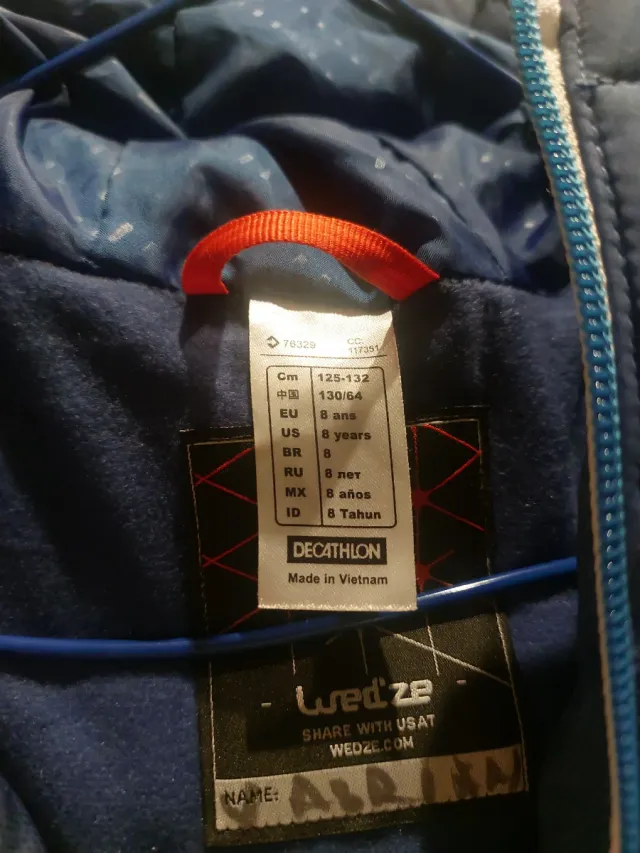 76329 CC: 117351
Cm 125-132
中国 130/64
EU 8 ans
US 8 years
BR 8
RU 8 лет
MX 8 años
ID 8 Tahun
DECATHLON
Made in Vietnam
wed'ze
SHARE WITH US AT
WEDZE.COM
NAME: